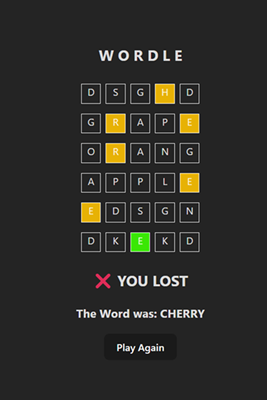 WORDLE
D S G H D
G R A P E
O R A N G
A P P L E
E D S G N
D K E K D
❌ YOU LOST
The Word was: CHERRY
Play Again